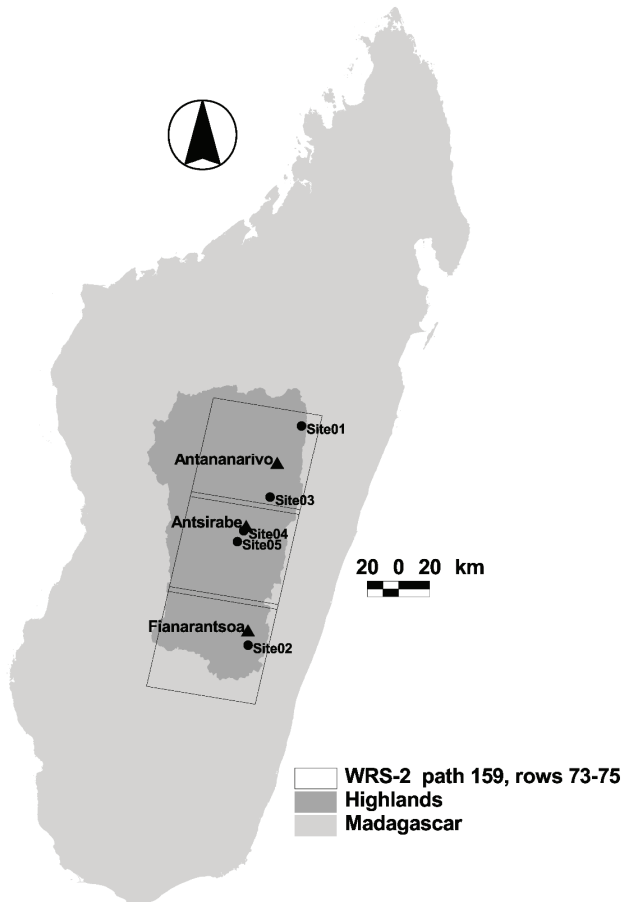 Site01
Antananarivo
Site03
Antsirabe
Site04
Site05
20 0 20 km
Fianarantsoa
Site02
WRS-2 path 159, rows 73-75
Highlands
Madagascar